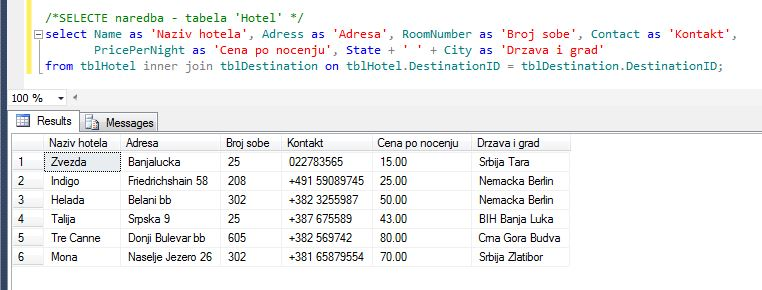 /*SELECTE naredba - tabela 'Hotel' */
select Name as 'Naziv hotela', Adress as 'Adresa', RoomNumber as 'Broj sobe', Contact as 'Kontakt',
PricePerNight as 'Cena po nocenju', State + ' ' + City as 'Drzava i grad'
from tblHotel inner join tblDestination on tblHotel.DestinationID = tblDestination.DestinationID;
100 %
Results Messages
Naziv hotela Adresa Broj sobe Kontakt Cena po nocenju Drzava i grad
1 Zvezda Banjalucka 25 022783565 15.00 Srbija Tara
2 Indigo Friedrichshain 58 208 +491 59089745 25.00 Nemacka Berlin
3 Helada Belani bb 302 +382 3255987 50.00 Nemacka Berlin
4 Talija Srpska 9 25 +387 675589 43.00 BIH Banja Luka
5 Tre Canne Donji Bulevar bb 605 +382 569742 80.00 Crna Gora Budva
6 Mona Naselje Jezero 26 302 +381 65879554 70.00 Srbija Zlatibor